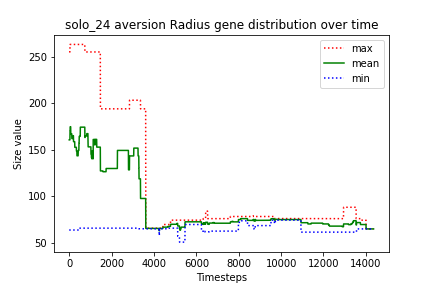 solo_24 aversion Radius gene distribution over time
max
mean
min
Size value
250
200
150
100
50
0 2000 4000 6000 8000 10000 12000 14000
Timesteps